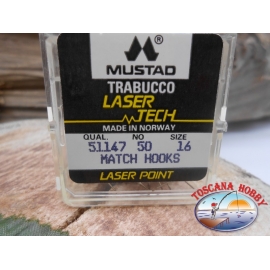 ®
MUSTAD
TRABUCCO
LASER
TECH
MADE IN NORWAY
QUAL. NO SIZE
51147 50 16
MATCH HOOKS
LASER POINT
TOSCANA HOBBY